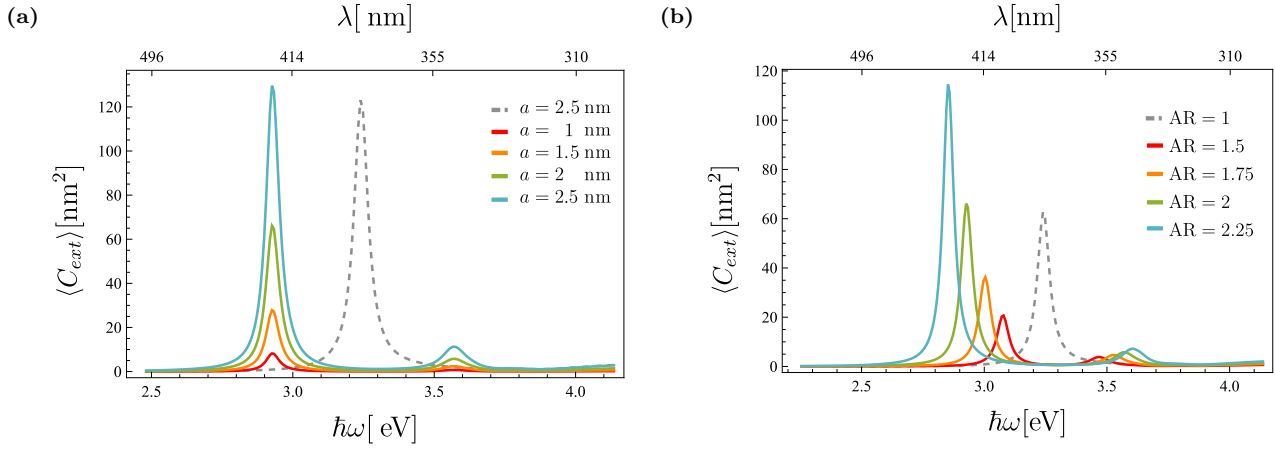 (a)
λ[ nm]
496 414 355 310
⟨C_ext⟩[nm²]
120
100
80
60
40
20
0
a = 2.5 nm
a = 1 nm
a = 1.5 nm
a = 2 nm
a = 2.5 nm
2.5 3.0 3.5 4.0
ħω[ eV]
(b)
λ[nm]
496 414 355 310
⟨C_ext⟩[nm²]
120
100
80
60
40
20
0
AR = 1
AR = 1.5
AR = 1.75
AR = 2
AR = 2.25
2.5 3.0 3.5 4.0
ħω[eV]